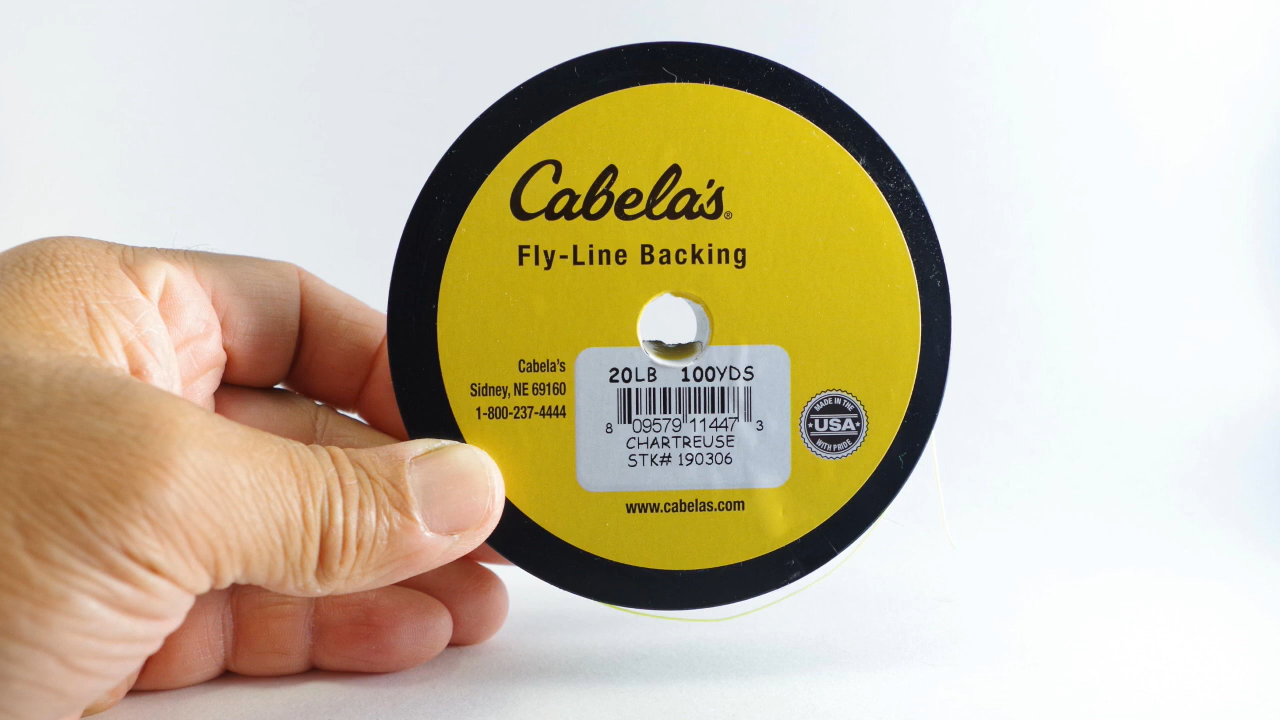 Cabela's®
Fly-Line Backing
Cabela's
Sidney, NE 69160
1-800-237-4444
20LB 100YDS
8 09579 11447 3
CHARTREUSE
STK# 190306
MADE IN THE
USA
WITH PRIDE
www.cabelas.com